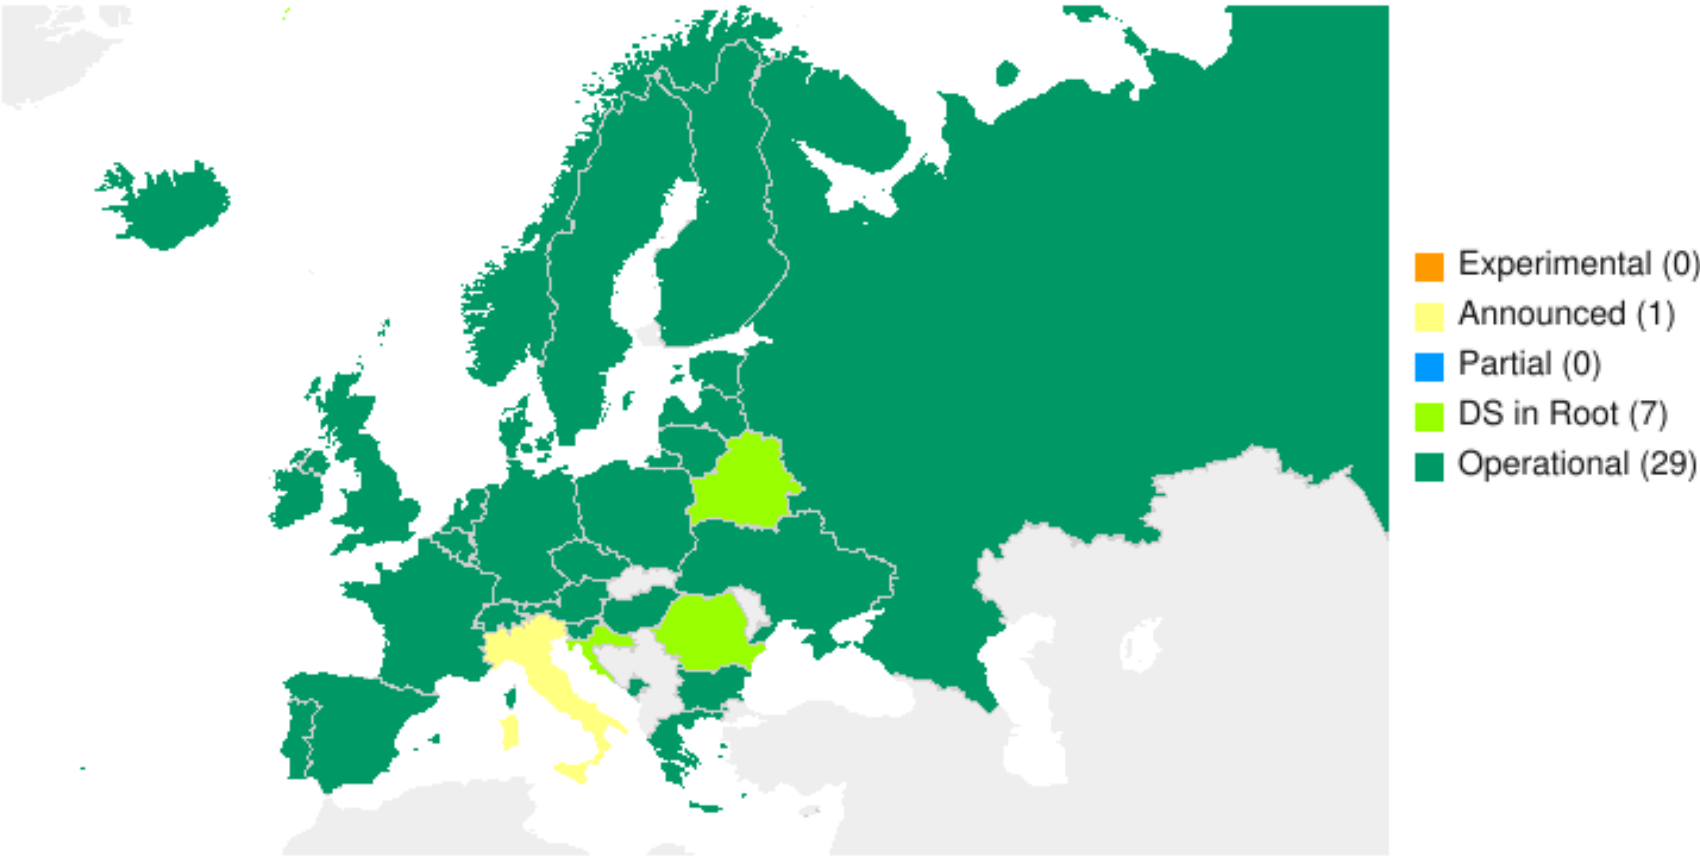 Experimental (0)
Announced (1)
Partial (0)
DS in Root (7)
Operational (29)